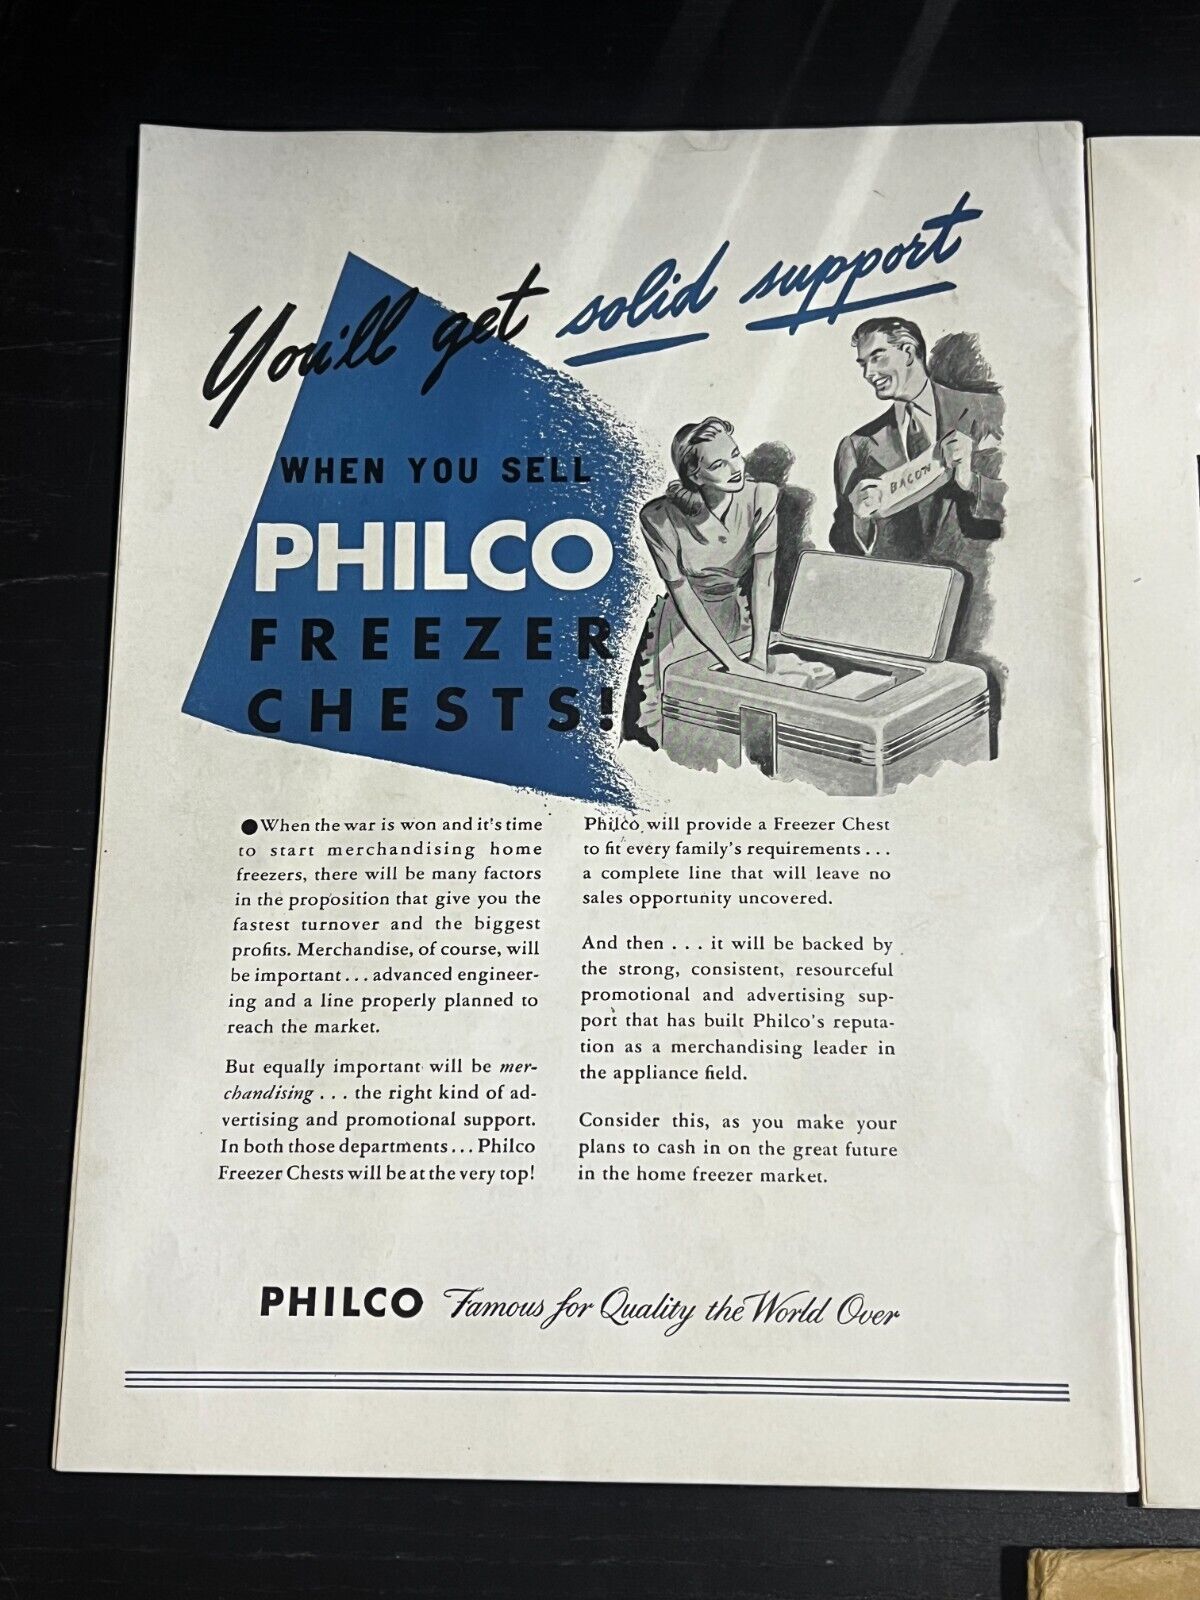 You'll get solid support
WHEN YOU SELL
PHILCO
FREEZER
CHESTS!
BACON
●When the war is won and it's time
to start merchandising home
freezers, there will be many factors
in the proposition that give you the
fastest turnover and the biggest
profits. Merchandise, of course, will
be important... advanced engineer-
ing and a line properly planned to
reach the market.
But equally important will be mer-
chandising . . . the right kind of ad-
vertising and promotional support.
In both those departments... Philco
Freezer Chests will be at the very top!
Philco will provide a Freezer Chest
to fit every family's requirements . . .
a complete line that will leave no
sales opportunity uncovered.
And then . . . it will be backed by
the strong, consistent, resourceful
promotional and advertising sup-
port that has built Philco's reputa-
tion as a merchandising leader in
the appliance field.
Consider this, as you make your
plans to cash in on the great future
in the home freezer market.
PHILCO Famous for Quality the World Over